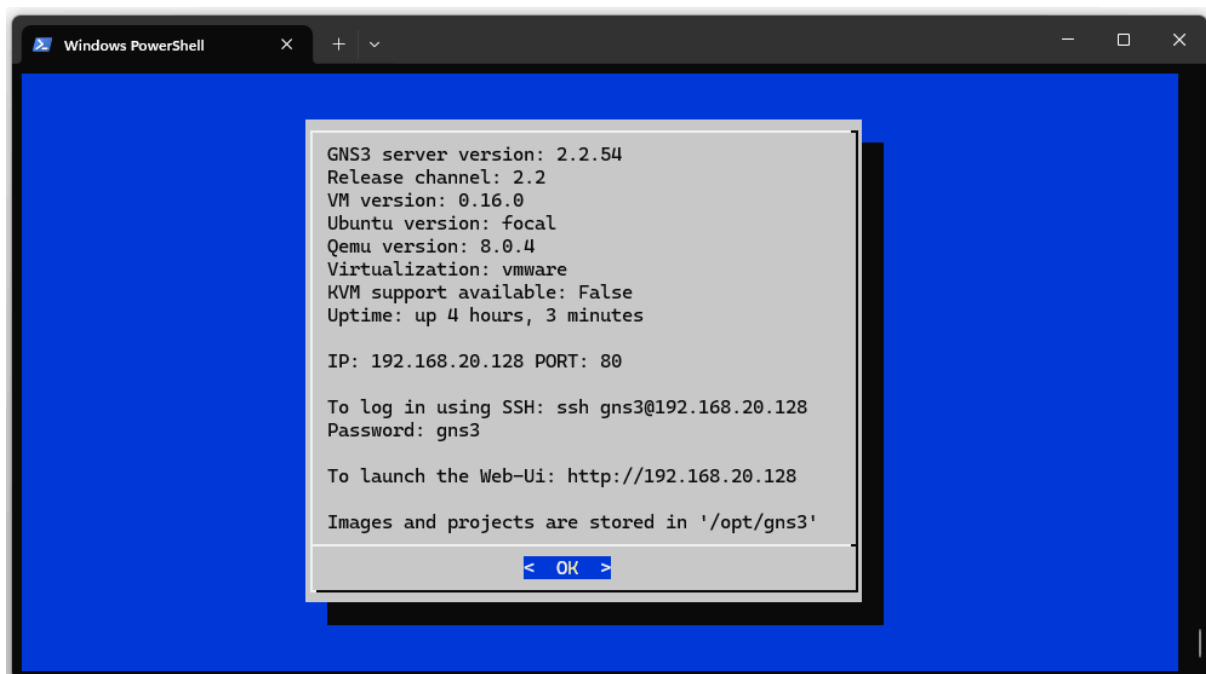 Windows PowerShell
GNS3 server version: 2.2.54
Release channel: 2.2
VM version: 0.16.0
Ubuntu version: focal
Qemu version: 8.0.4
Virtualization: vmware
KVM support available: False
Uptime: up 4 hours, 3 minutes
IP: 192.168.20.128 PORT: 80
To log in using SSH: ssh gns3@192.168.20.128
Password: gns3
To launch the Web-Ui: http://192.168.20.128
Images and projects are stored in '/opt/gns3'
< OK >